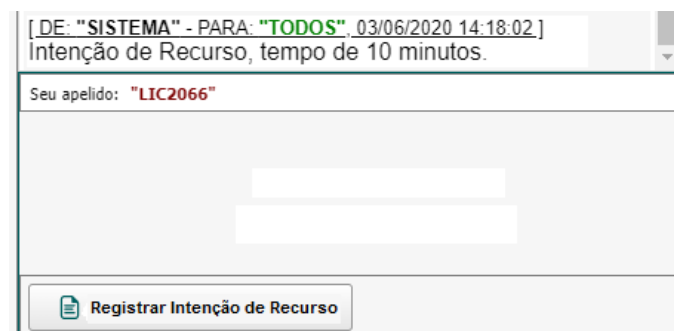 [ DE: "SISTEMA" - PARA: "TODOS", 03/06/2020 14:18:02 ]
Intenção de Recurso, tempo de 10 minutos.
Seu apelido: "LIC2066"
Registrar Intenção de Recurso